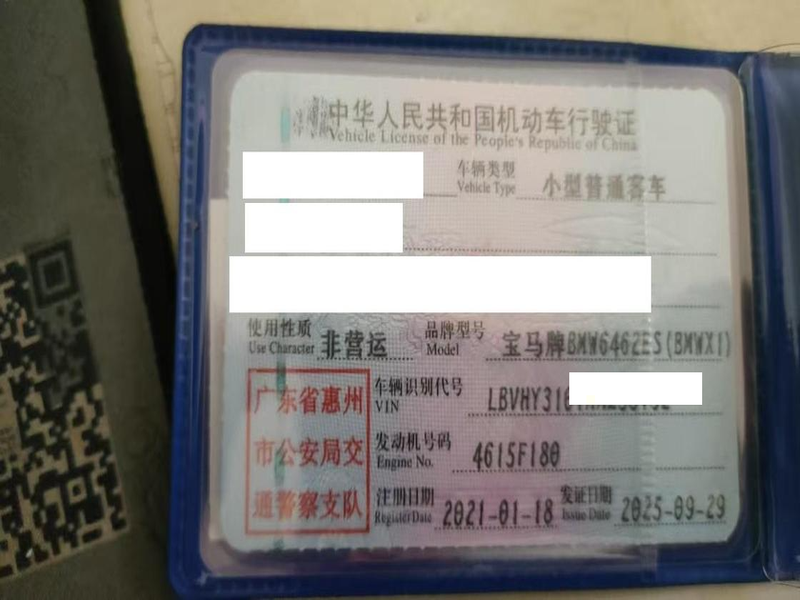 中华人民共和国机动车行驶证
Vehicle License of the People's Republic of China
车辆类型 小型普通客车
Vehicle Type
使用性质 非营运 品牌型号 宝马牌BMW6462ES(BMWX1)
Use Character Model
广东省惠州
市公安局交
通警察支队
车辆识别代号 LBVHY31
VIN
发动机号码 4615F180
Engine No.
注册日期 2021-01-18 发证日期 2025-09-29
Register Date Issue Date